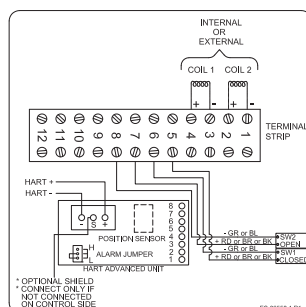 INTERNAL
OR
EXTERNAL
COIL 1 COIL 2
+ - + -
12 11 10 9 8 7 6 5 4 3 2 1
TERMINAL
STRIP
HART +
HART -
- S +
POSITION SENSOR
8
7
6
5
4
3
2
1
H
L
ALARM JUMPER
HART ADVANCED UNIT
- GR or BL
+ RD or BR or BK
- GR or BL
+ RD or BR or BK
SW2
OPEN
SW1
CLOSED
* OPTIONAL SHIELD
* CONNECT ONLY IF
NOT CONNECTED
ON CONTROL SIDE